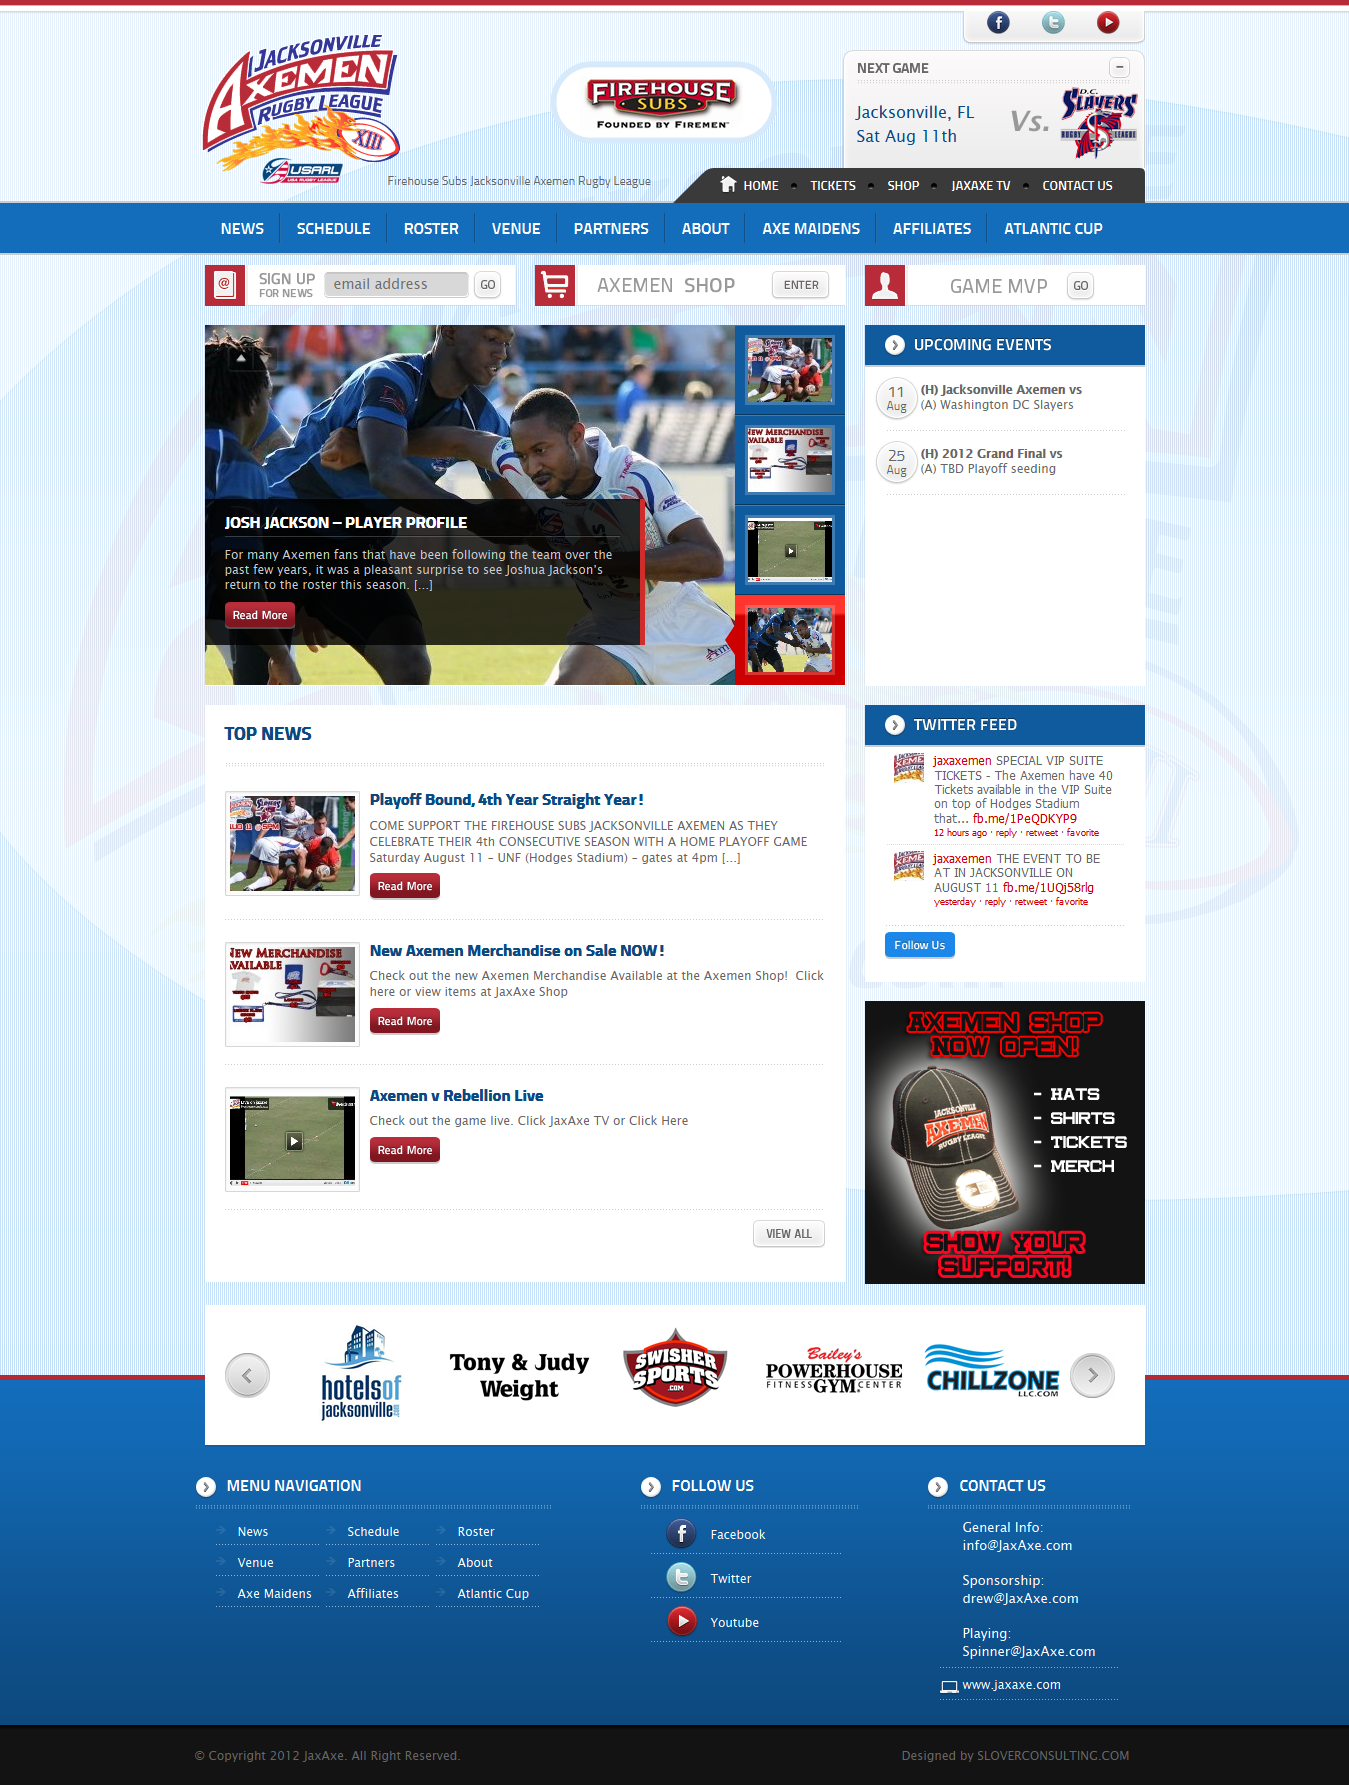 JACKSONVILLE
AXEMEN
RUGBY LEAGUE
XIII
USARL
USA RUGBY LEAGUE
Firehouse Subs Jacksonville Axemen Rugby League
FIREHOUSE
SUBS
FOUNDED BY FIREMEN
NEXT GAME
Jacksonville, FL
Sat Aug 11th
Vs.
D.C.
SLAYERS
RUGBY LEAGUE
HOME
TICKETS
SHOP
JAXAXE TV
CONTACT US
NEWS
SCHEDULE
ROSTER
VENUE
PARTNERS
ABOUT
AXE MAIDENS
AFFILIATES
ATLANTIC CUP
SIGN UP
FOR NEWS
email address
GO
AXEMEN SHOP
ENTER
GAME MVP
GO
JOSH JACKSON – PLAYER PROFILE
For many Axemen fans that have been following the team over the
past few years, it was a pleasant surprise to see Joshua Jackson's
return to the roster this season. [...]
Read More
NEW MERCHANDISE
AVAILABLE
UPCOMING EVENTS
11
Aug
(H) Jacksonville Axemen vs
(A) Washington DC Slayers
25
Aug
(H) 2012 Grand Final vs
(A) TBD Playoff seeding
TOP NEWS
Playoff Bound, 4th Year Straight Year!
COME SUPPORT THE FIREHOUSE SUBS JACKSONVILLE AXEMEN AS THEY
CELEBRATE THEIR 4th CONSECUTIVE SEASON WITH A HOME PLAYOFF GAME
Saturday August 11 – UNF (Hodges Stadium) – gates at 4pm [...]
Read More
NEW MERCHANDISE
AVAILABLE
New Axemen Merchandise on Sale NOW!
Check out the new Axemen Merchandise Available at the Axemen Shop!  Click
here or view items at JaxAxe Shop
Read More
Axemen v Rebellion Live
Check out the game live. Click JaxAxe TV or Click Here
Read More
VIEW ALL
TWITTER FEED
jaxaxemen SPECIAL VIP SUITE
TICKETS - The Axemen have 40
Tickets available in the VIP Suite
on top of Hodges Stadium
that... fb.me/1PeQDKYP9
12 hours ago · reply · retweet · favorite
jaxaxemen THE EVENT TO BE
AT IN JACKSONVILLE ON
AUGUST 11 fb.me/1UQj58rlg
yesterday · reply · retweet · favorite
Follow Us
AXEMEN SHOP
NOW OPEN!
- HATS
- SHIRTS
- TICKETS
- MERCH
JACKSONVILLE
AXEMEN
RUGBY LEAGUE
SHOW YOUR
SUPPORT!
hotelsof
jacksonville.com
Tony & Judy
Weight
SWISHER
SPORTS
.COM
Bailey's
POWERHOUSE
FITNESS GYM CENTER
CHILLZONE
LLC.COM
MENU NAVIGATION
News
Schedule
Roster
Venue
Partners
About
Axe Maidens
Affiliates
Atlantic Cup
FOLLOW US
Facebook
Twitter
Youtube
CONTACT US
General Info:
info@JaxAxe.com
Sponsorship:
drew@JaxAxe.com
Playing:
Spinner@JaxAxe.com
www.jaxaxe.com
© Copyright 2012 JaxAxe. All Right Reserved.
Designed by SLOVERCONSULTING.COM